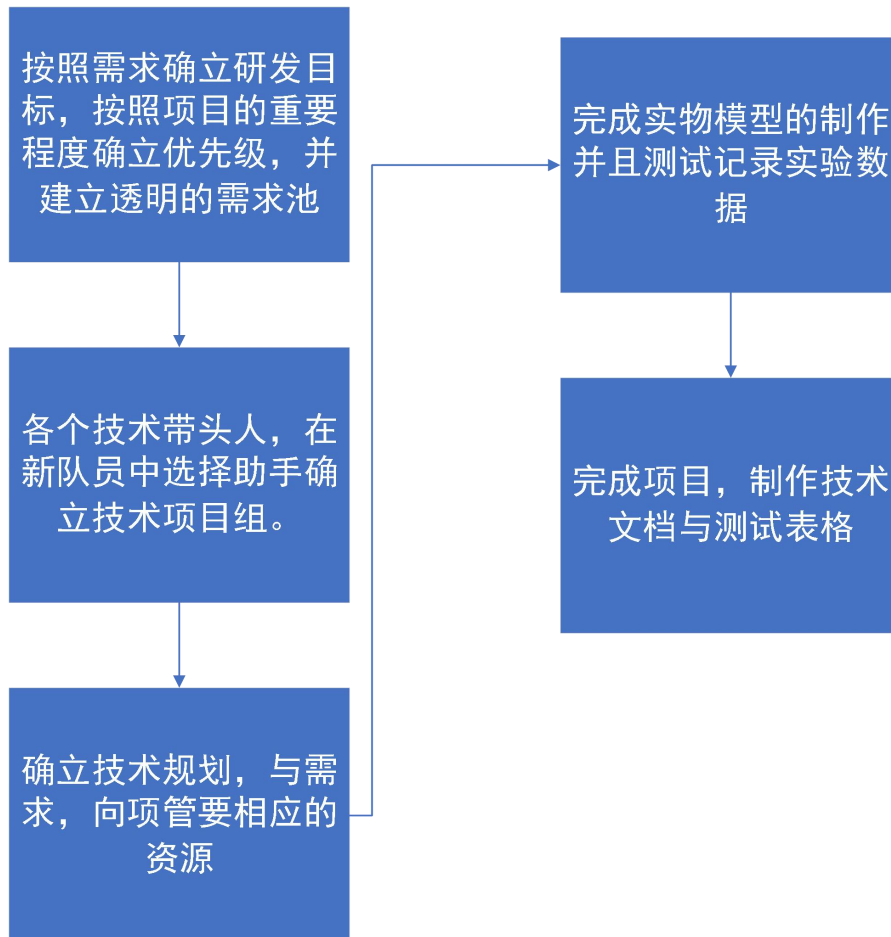 按照需求确立研发目
标，按照项目的重要
程度确立优先级，并
建立透明的需求池
各个技术带头人，在
新队员中选择助手确
立技术项目组。
确立技术规划，与需
求，向项管要相应的
资源
完成实物模型的制作
并且测试记录实验数
据
完成项目，制作技术
文档与测试表格